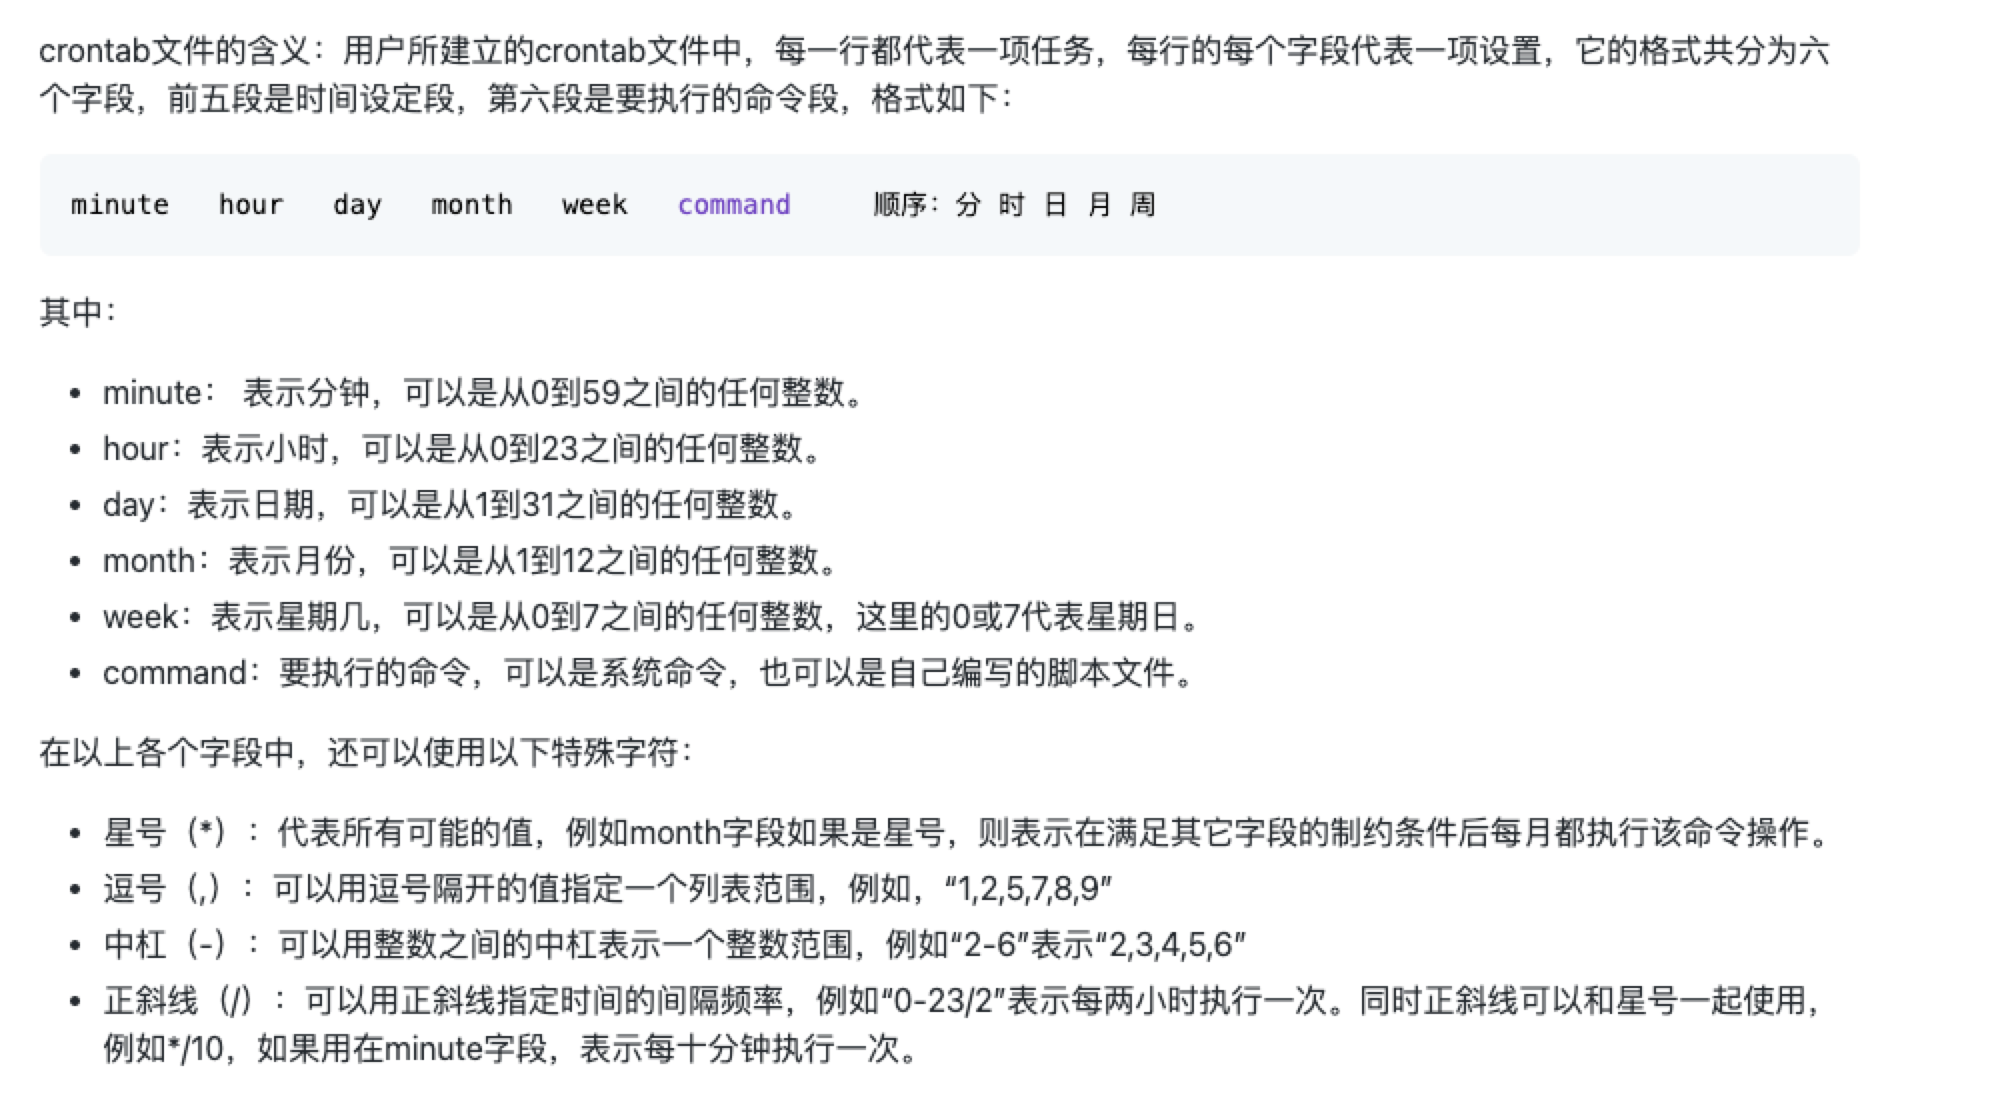 crontab文件的含义：用户所建立的crontab文件中，每一行都代表一项任务，每行的每个字段代表一项设置，它的格式共分为六
个字段，前五段是时间设定段，第六段是要执行的命令段，格式如下：
minute   hour   day   month   week   command     顺序：分 时 日 月 周
其中：
• minute： 表示分钟，可以是从0到59之间的任何整数。
• hour：表示小时，可以是从0到23之间的任何整数。
• day：表示日期，可以是从1到31之间的任何整数。
• month：表示月份，可以是从1到12之间的任何整数。
• week：表示星期几，可以是从0到7之间的任何整数，这里的0或7代表星期日。
• command：要执行的命令，可以是系统命令，也可以是自己编写的脚本文件。
在以上各个字段中，还可以使用以下特殊字符：
• 星号（*）：代表所有可能的值，例如month字段如果是星号，则表示在满足其它字段的制约条件后每月都执行该命令操作。
• 逗号（,）：可以用逗号隔开的值指定一个列表范围，例如，“1,2,5,7,8,9”
• 中杠（-）：可以用整数之间的中杠表示一个整数范围，例如“2-6”表示“2,3,4,5,6”
• 正斜线（/）：可以用正斜线指定时间的间隔频率，例如“0-23/2”表示每两小时执行一次。同时正斜线可以和星号一起使用，
例如*/10，如果用在minute字段，表示每十分钟执行一次。